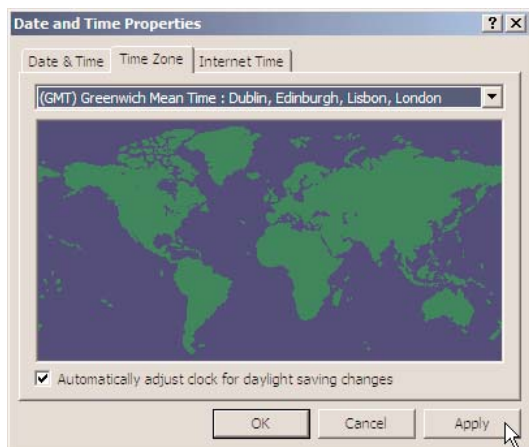 Date and Time Properties
Date & Time Time Zone Internet Time
(GMT) Greenwich Mean Time : Dublin, Edinburgh, Lisbon, London
Automatically adjust clock for daylight saving changes
OK Cancel Apply